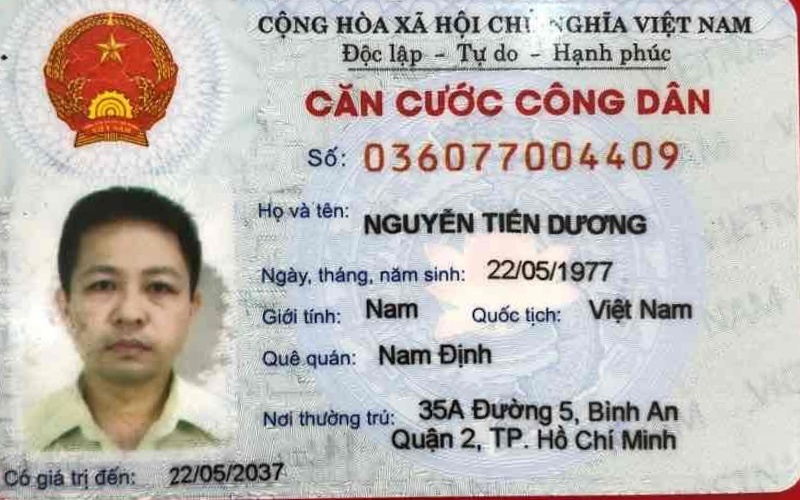 CỘNG HÒA XÃ HỘI CHỦ NGHĨA VIỆT NAM
Độc lập - Tự do - Hạnh phúc
CĂN CƯỚC CÔNG DÂN
Số: 036077004409
Họ và tên: NGUYỄN TIẾN DƯƠNG
Ngày, tháng, năm sinh: 22/05/1977
Giới tính: Nam Quốc tịch: Việt Nam
Quê quán: Nam Định
Nơi thường trú: 35A Đường 5, Bình An
Quận 2, TP. Hồ Chí Minh
Có giá trị đến: 22/05/2037